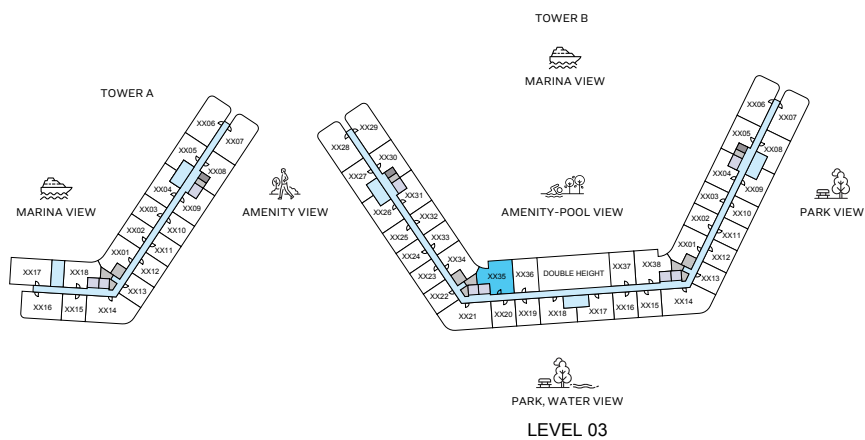 TOWER B
MARINA VIEW
TOWER A
MARINA VIEW
AMENITY VIEW
AMENITY-POOL VIEW
PARK VIEW
XX06
XX07
XX05
XX08
XX04
XX09
XX03
XX10
XX02
XX11
XX01
XX12
XX13
XX17
XX18
XX16
XX15
XX14
XX29
XX28
XX30
XX27
XX31
XX26
XX32
XX25
XX33
XX24
XX34
XX23
XX22
XX35
XX36
DOUBLE HEIGHT
XX37
XX38
XX21
XX20
XX19
XX18
XX17
XX16
XX15
XX14
XX06
XX07
XX05
XX08
XX04
XX09
XX03
XX10
XX02
XX11
XX01
XX12
XX13
PARK, WATER VIEW
LEVEL 03